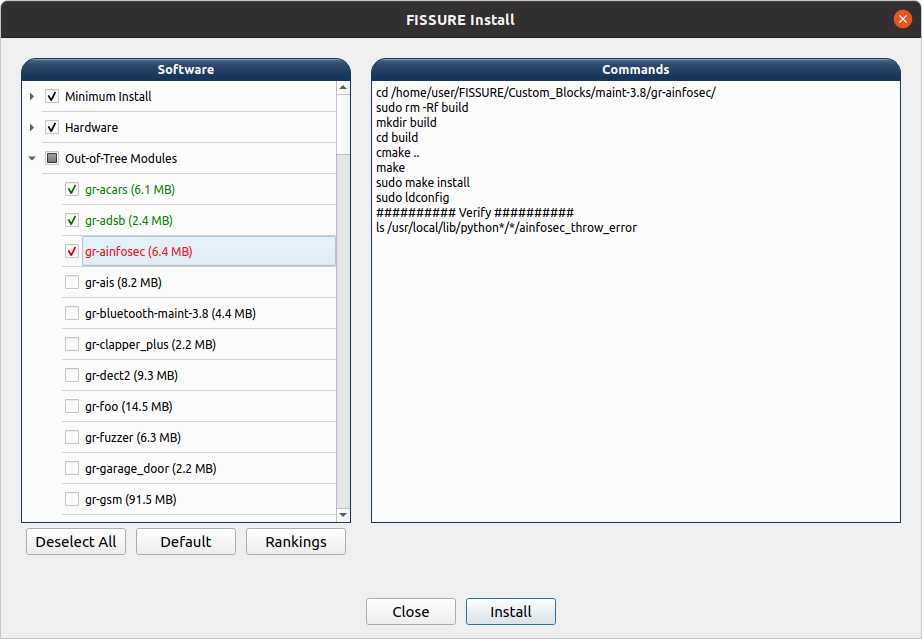 FISSURE Install
Software
Minimum Install
Hardware
Out-of-Tree Modules
gr-acars (6.1 MB)
gr-adsb (2.4 MB)
gr-ainfosec (6.4 MB)
gr-ais (8.2 MB)
gr-bluetooth-maint-3.8 (4.4 MB)
gr-clapper_plus (2.2 MB)
gr-dect2 (9.3 MB)
gr-foo (14.5 MB)
gr-fuzzer (6.3 MB)
gr-garage_door (2.2 MB)
gr-gsm (91.5 MB)
Deselect All
Default
Rankings
Commands
cd /home/user/FISSURE/Custom_Blocks/maint-3.8/gr-ainfosec/
sudo rm -Rf build
mkdir build
cd build
cmake ..
make
sudo make install
sudo ldconfig
########## Verify ##########
ls /usr/local/lib/python*/*/ainfosec_throw_error
Close
Install